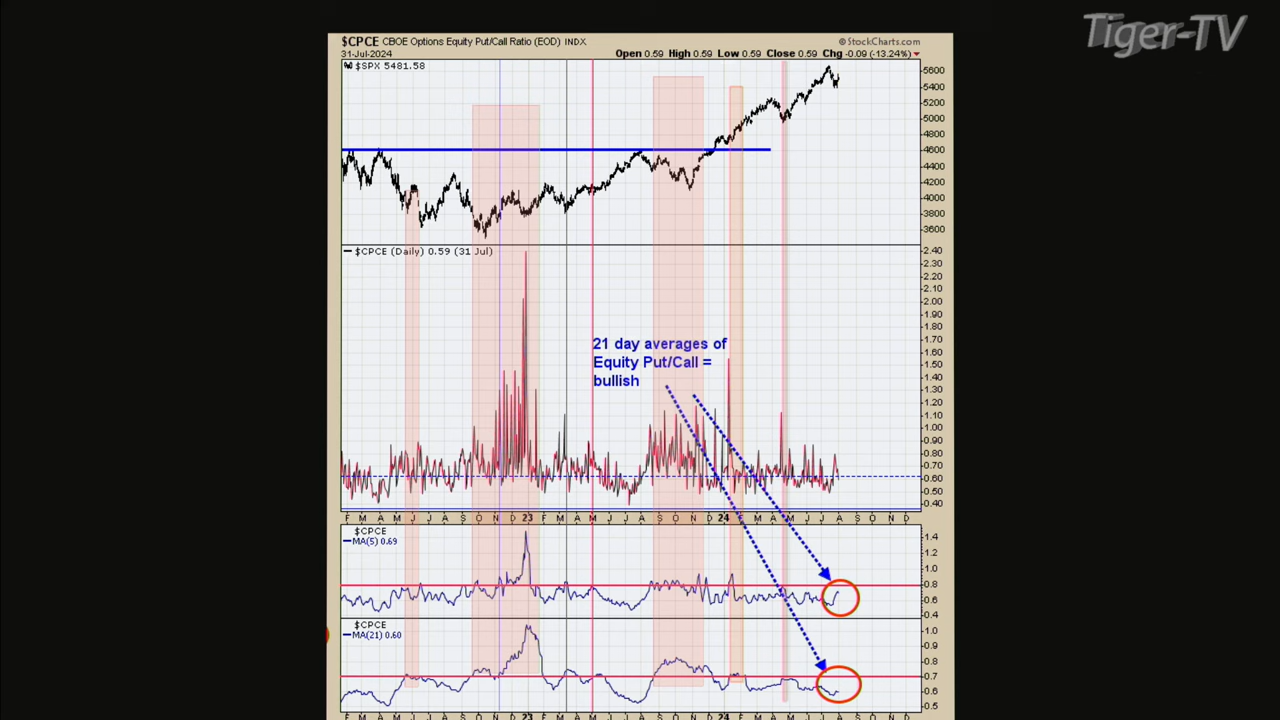 Tiger-TV
$CPCE CBOE Options Equity Put/Call Ratio (EOD) INDX
© StockCharts.com
31-Jul-2024
Open 0.59 High 0.59 Low 0.59 Close 0.59 Chg -0.09 (-13.24%)
$SPX 5481.58
5600
5400
5200
5000
4800
4600
4400
4200
4000
3800
3600
$CPCE (Daily) 0.59 (31 Jul)
2.40
2.30
2.20
2.10
2.00
1.90
1.80
1.70
1.60
1.50
1.40
1.30
1.20
1.10
1.00
0.90
0.80
0.70
0.60
0.50
0.40
21 day averages of
Equity Put/Call =
bullish
F M A M J J A S O N D 23 F M A M J J A S O N D 24 F M A M J J A S O N D
$CPCE
MA(5) 0.69
1.4
1.2
1.0
0.8
0.6
0.4
$CPCE
MA(21) 0.60
1.0
0.9
0.8
0.7
0.6
0.5
F M A M J J A S O N D 23 F M A M J J A S O N D 24 F M A M J J A S O N D